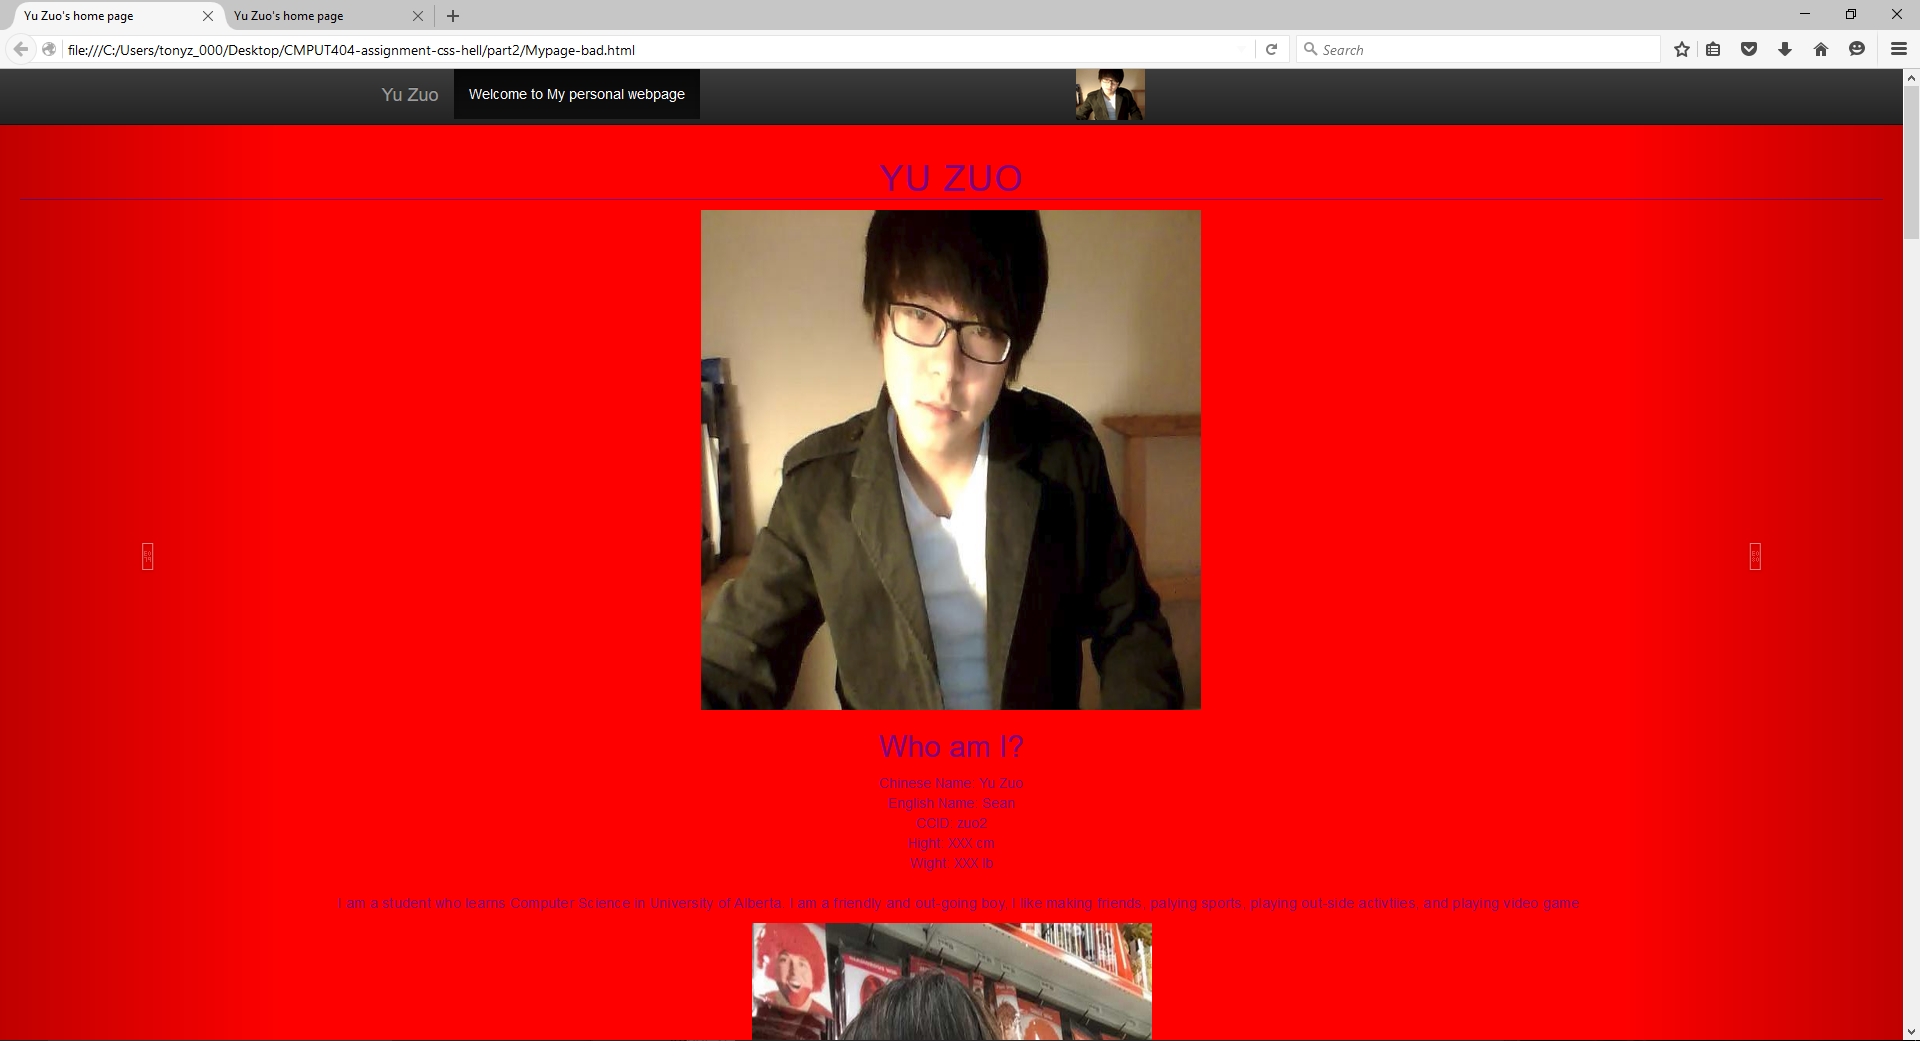 Yu Zuo's home page
Yu Zuo's home page
file:///C:/Users/tonyz_000/Desktop/CMPUT404-assignment-css-hell/part2/Mypage-bad.html
Search
Yu Zuo
Welcome to My personal webpage
YU ZUO
Who am I?
Chinese Name: Yu Zuo
English Name: Sean
CCID: zuo2
Hight: XXX cm
Wight: XXX lb
I am a student who learns Computer Science in University of Alberta. I am a friendly and out-going boy, I like making friends, palying sports, playing out-side activtiies, and playing video game